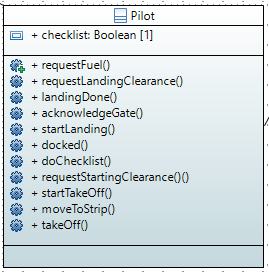 Pilot
+ checklist: Boolean [1]
+ requestFuel()
+ requestLandingClearance()
+ landingDone()
+ acknowledgeGate()
+ startLanding()
+ docked()
+ doChecklist()
+ requestStartingClearance()()
+ startTakeOff()
+ moveToStrip()
+ takeOff()